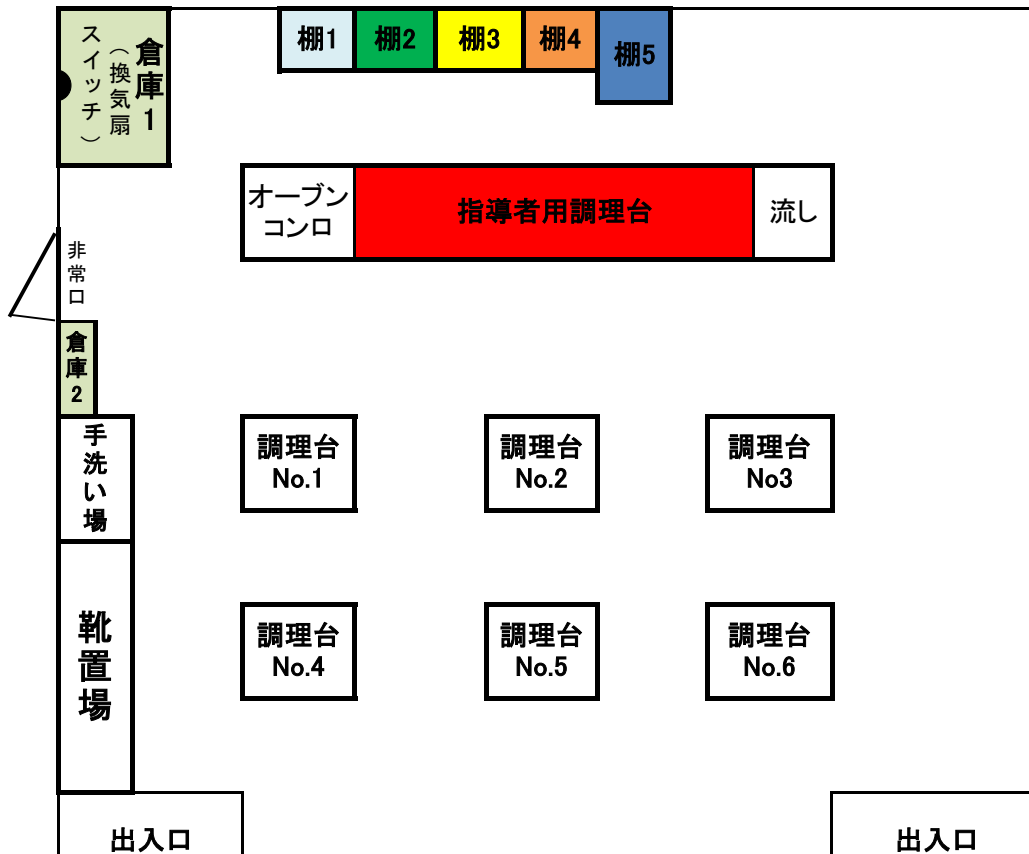 倉庫1
（換気扇
スイッチ）
棚1
棚2
棚3
棚4
棚5
オーブン
コンロ
指導者用調理台
流し
非常口
倉庫2
手洗い場
調理台
No.1
調理台
No.2
調理台
No3
靴置場
調理台
No.4
調理台
No.5
調理台
No.6
出入口
出入口